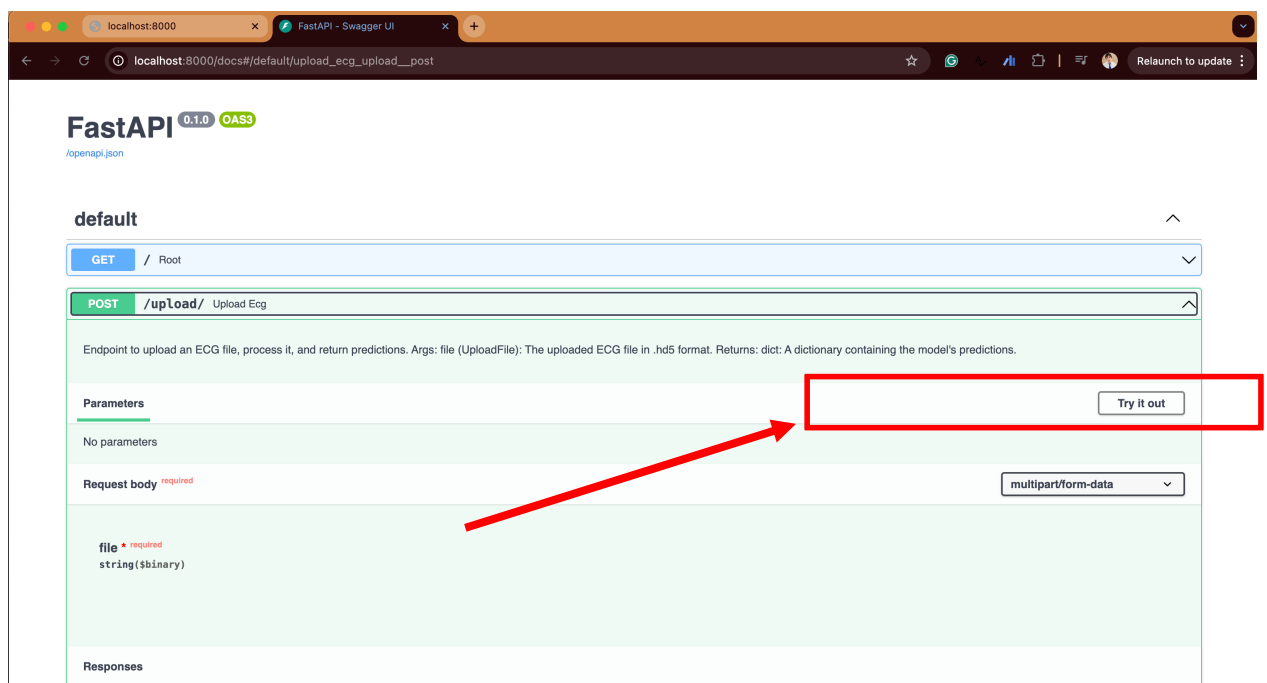 localhost:8000
FastAPI - Swagger UI
localhost:8000/docs#/default/upload_ecg_upload__post
Relaunch to update
FastAPI 0.1.0 OAS3
/openapi.json
default
GET / Root
POST /upload/ Upload Ecg
Endpoint to upload an ECG file, process it, and return predictions. Args: file (UploadFile): The uploaded ECG file in .hd5 format. Returns: dict: A dictionary containing the model's predictions.
Parameters
Try it out
No parameters
Request body required
multipart/form-data
file * required
string($binary)
Responses